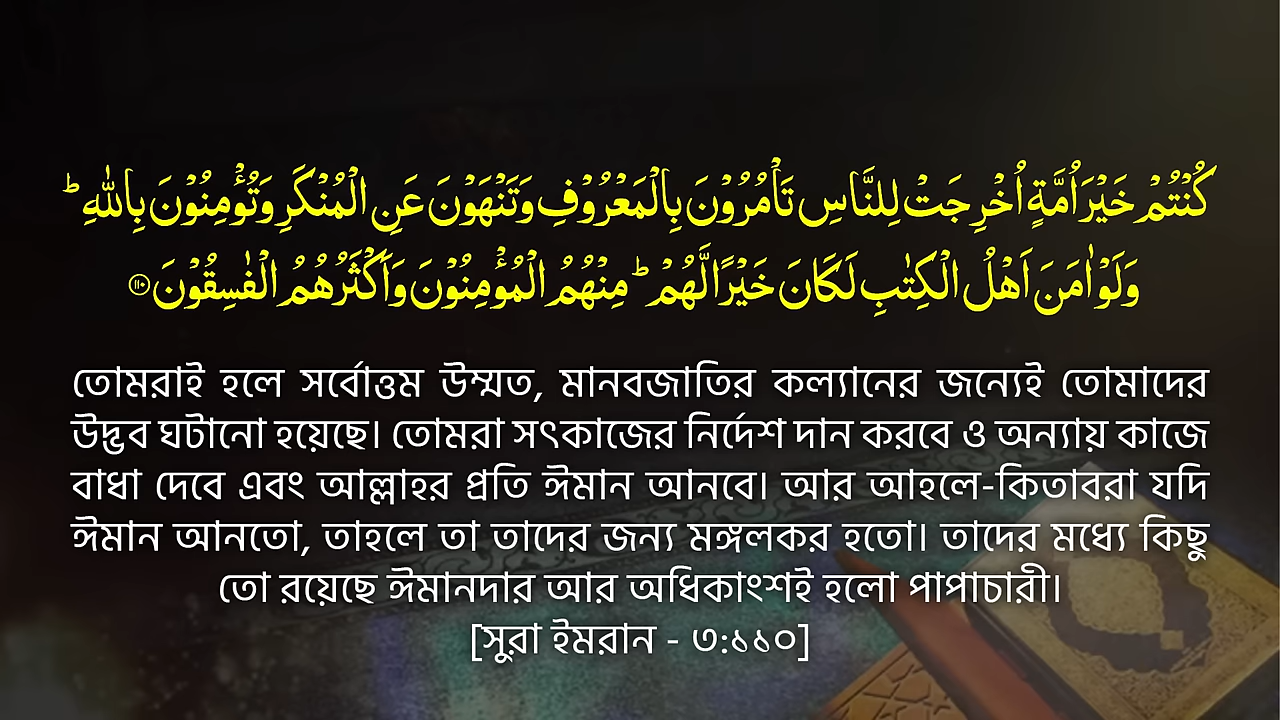 كُنْتُمْ خَيْرَ اُمَّةٍ اُخْرِجَتْ لِلنَّاسِ تَاْمُرُوْنَ بِالْمَعْرُوْفِ وَتَنْهَوْنَ عَنِ الْمُنْكَرِ وَتُؤْمِنُوْنَ بِاللّٰهِ ؕ
وَلَوْ اٰمَنَ اَهْلُ الْكِتٰبِ لَكَانَ خَيْرًا لَّهُمْ ؕ مِنْهُمُ الْمُؤْمِنُوْنَ وَاَكْثَرُهُمُ الْفٰسِقُوْنَ ۝۱۱۰
তোমরাই হলে সর্বোত্তম উম্মত, মানবজাতির কল্যানের জন্যেই তোমাদের
উদ্ভব ঘটানো হয়েছে। তোমরা সৎকাজের নির্দেশ দান করবে ও অন্যায় কাজে
বাধা দেবে এবং আল্লাহর প্রতি ঈমান আনবে। আর আহলে-কিতাবরা যদি
ঈমান আনতো, তাহলে তা তাদের জন্য মঙ্গলকর হতো। তাদের মধ্যে কিছু
তো রয়েছে ঈমানদার আর অধিকাংশই হলো পাপাচারী।
[সুরা ইমরান - ৩:১১০]